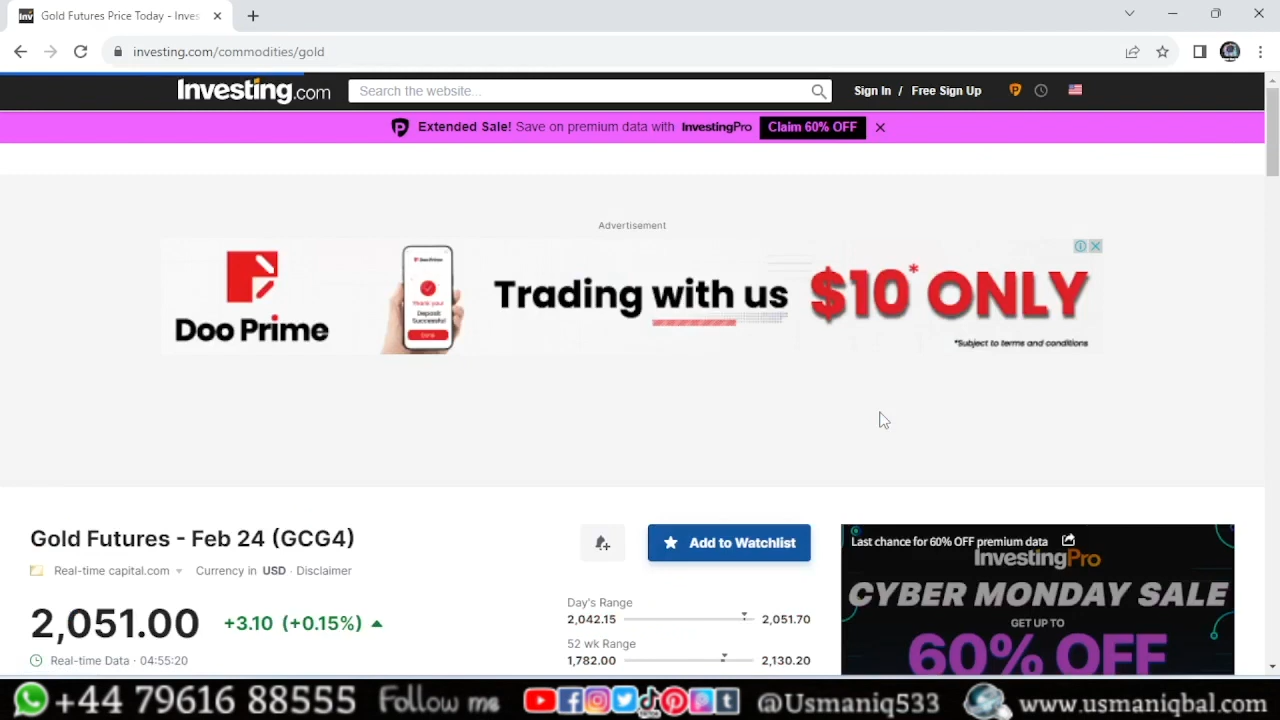 Gold Futures Price Today - Inves
investing.com/commodities/gold
Investing.com
Search the website...
Sign In / Free Sign Up
Extended Sale! Save on premium data with InvestingPro
Claim 60% OFF
Advertisement
Doo Prime
Doo Prime
Thank you!
Deposit
Successful!
Trading with us $10* ONLY
*Subject to terms and conditions
Gold Futures - Feb 24 (GCG4)
Add to Watchlist
Real-time capital.com
Currency in USD · Disclaimer
2,051.00 +3.10 (+0.15%)
Real-time Data · 04:55:20
Day's Range
2,042.15 2,051.70
52 wk Range
1,782.00 2,130.20
Last chance for 60% OFF premium data
InvestingPro
CYBER MONDAY SALE
GET UP TO
60% OFF
+44 79616 88555 Follow me @Usmaniq533 www.usmaniqbal.com